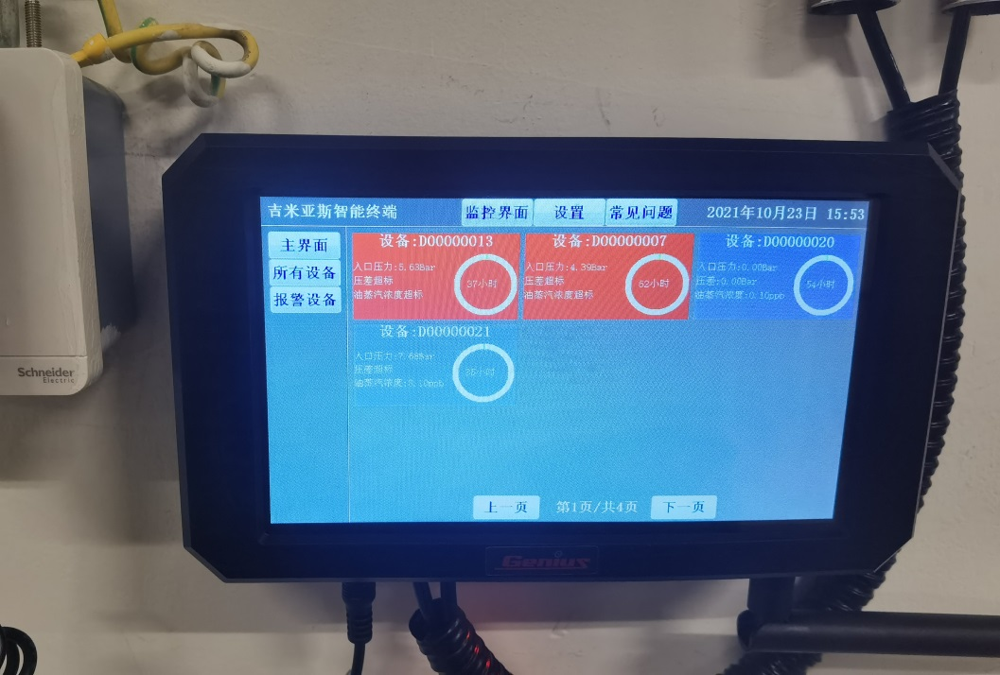 吉米亚斯智能终端
监控界面
设置
常见问题
2021年10月23日 15:53
主界面
所有设备
报警设备
设备:D00000013
入口压力:5.63Bar
压差超标
油蒸汽浓度超标
37小时
设备:D00000007
入口压力:4.39Bar
压差超标
油蒸汽浓度超标
62小时
设备:D00000020
入口压力:0.00Bar
压差:0.00Bar
油蒸汽浓度:0.10ppb
54小时
设备:D00000021
入口压力:7.68Bar
压差超标
油蒸汽浓度:
上一页
第1页/共4页
下一页
Genius
Schneider
Electric